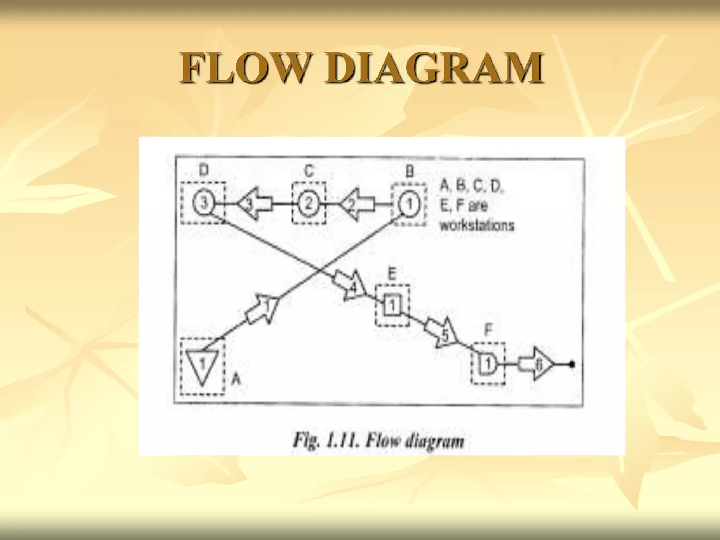 FLOW DIAGRAM
D C B
A, B, C, D,
E, F are
workstations
3 3 2 2 1
4
E
1
1
5
F
1 6
1
A
Fig. 1.11. Flow diagram